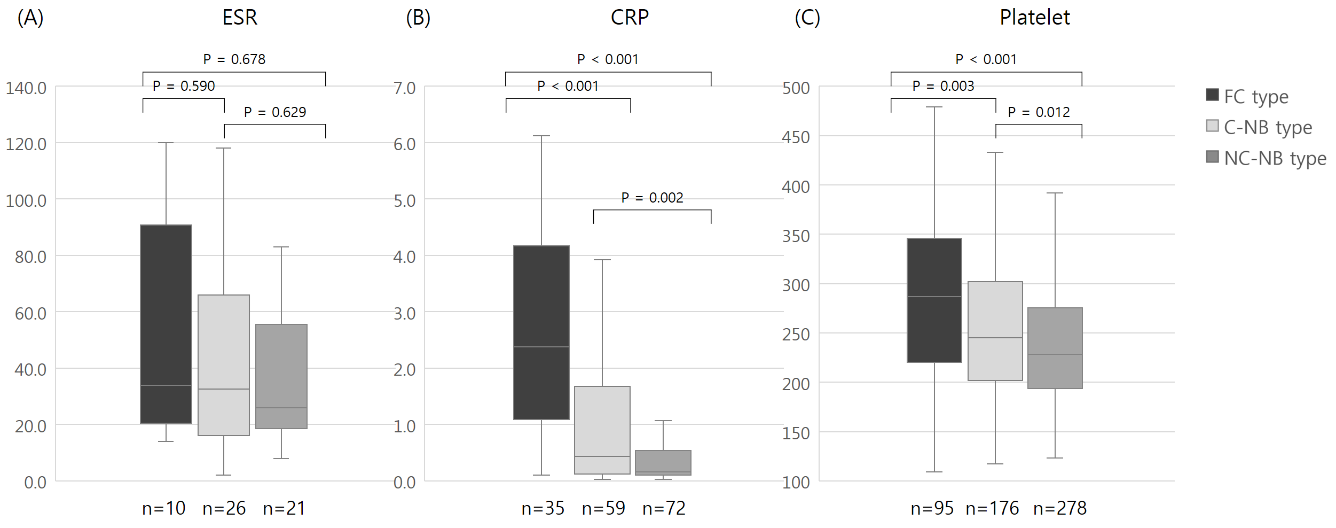 (A) ESR (B) CRP (C) Platelet
P = 0.678 P < 0.001 P < 0.001
140.0 P = 0.590 7.0 P < 0.001 500 P = 0.003 FC type
P = 0.629 P = 0.012
120.0 6.0 450 C-NB type
NC-NB type
100.0 5.0 P = 0.002 400
350
80.0 4.0
300
60.0 3.0
250
40.0 2.0
200
20.0 1.0 150
0.0 0.0 100
n=10 n=26 n=21 n=35 n=59 n=72 n=95 n=176 n=278